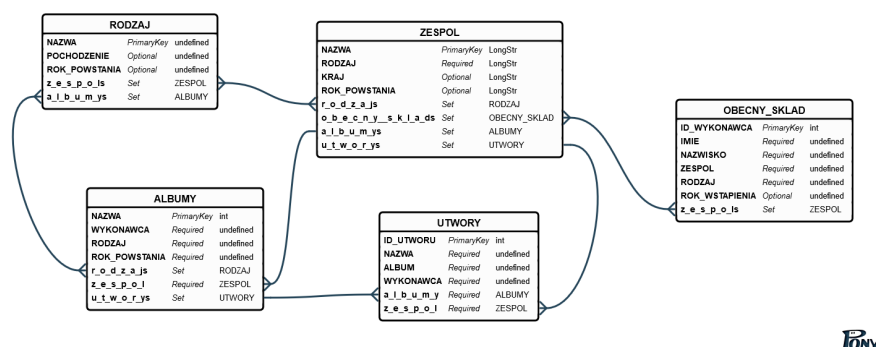 RODZAJ
NAZWA PrimaryKey undefined
POCHODZENIE Optional undefined
ROK_POWSTANIA Optional undefined
z_e_s_p_o_ls Set ZESPOL
a_l_b_u_m_ys Set ALBUMY
ZESPOL
NAZWA PrimaryKey LongStr
RODZAJ Required LongStr
KRAJ Optional LongStr
ROK_POWSTANIA Optional LongStr
r_o_d_z_a_js Set RODZAJ
o_b_e_c_n_y__s_k_l_a_ds Set OBECNY_SKLAD
a_l_b_u_m_ys Set ALBUMY
u_t_w_o_r_ys Set UTWORY
OBECNY_SKLAD
ID_WYKONAWCA PrimaryKey int
IMIE Required undefined
NAZWISKO Required undefined
ZESPOL Required undefined
RODZAJ Required undefined
ROK_WSTAPIENIA Optional undefined
z_e_s_p_o_ls Set ZESPOL
ALBUMY
NAZWA PrimaryKey int
WYKONAWCA Required undefined
RODZAJ Required undefined
ROK_POWSTANIA Required undefined
r_o_d_z_a_js Set RODZAJ
z_e_s_p_o_l Required ZESPOL
u_t_w_o_r_ys Set UTWORY
UTWORY
ID_UTWORU PrimaryKey int
NAZWA Required undefined
ALBUM Required undefined
WYKONAWCA Required undefined
a_l_b_u_m_y Required ALBUMY
z_e_s_p_o_l Required ZESPOL
PONY